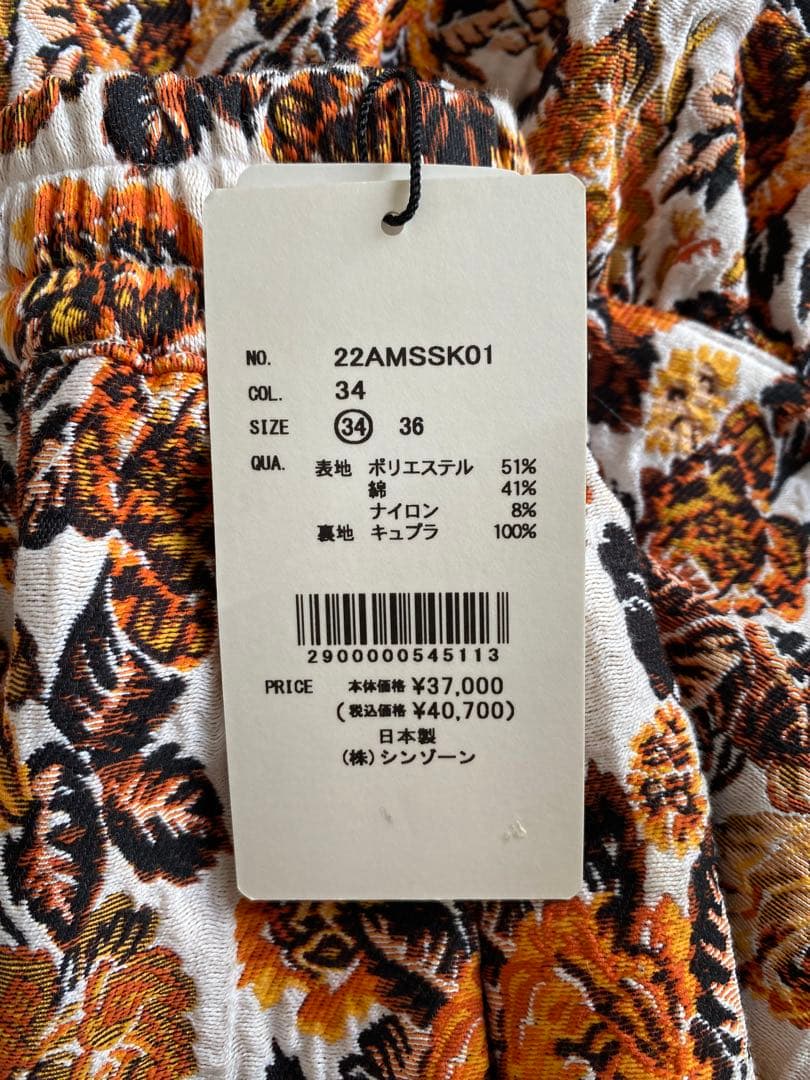 NO. 22AMSSK01
COL. 34
SIZE 34 36
QUA. 表地 ポリエステル 51%
綿 41%
ナイロン 8%
裏地 キュプラ 100%
2900000545113
PRICE 本体価格 ¥37,000
(税込価格 ¥40,700)
日本製
(株)シンゾーン